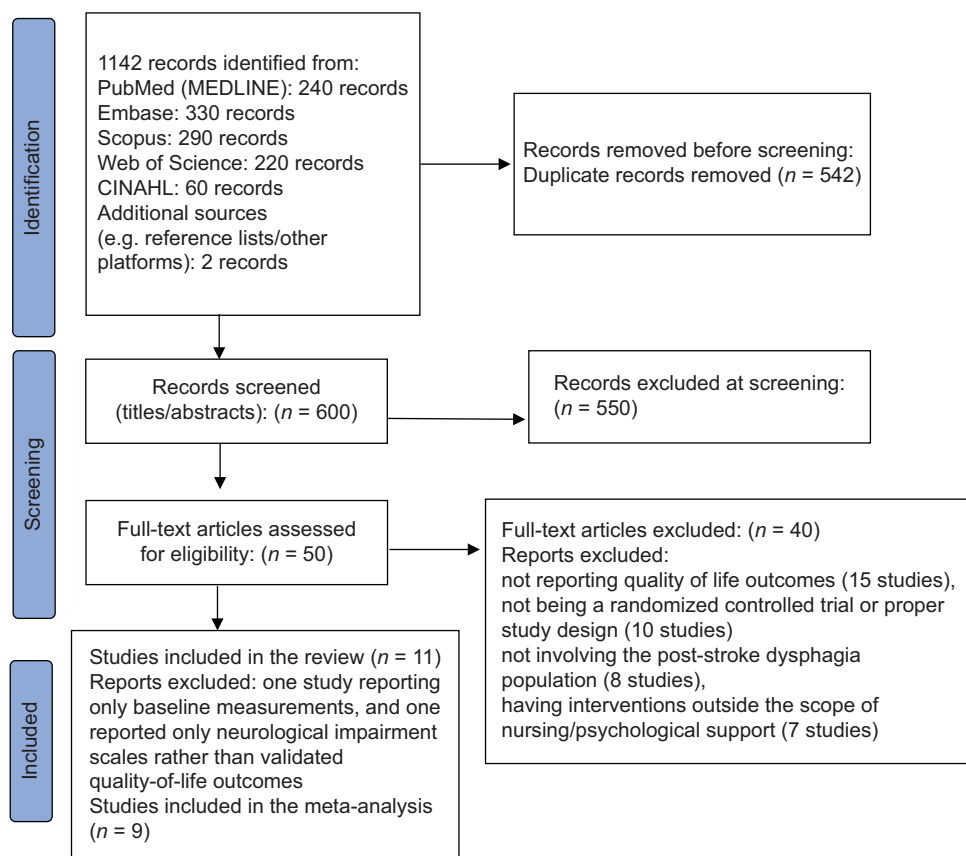 Identification
1142 records identified from:
PubMed (MEDLINE): 240 records
Embase: 330 records
Scopus: 290 records
Web of Science: 220 records
CINAHL: 60 records
Additional sources
(e.g. reference lists/other
platforms): 2 records
Records removed before screening:
Duplicate records removed (n = 542)
Screening
Records screened
(titles/abstracts): (n = 600)
Records excluded at screening:
(n = 550)
Full-text articles assessed
for eligibility: (n = 50)
Full-text articles excluded: (n = 40)
Reports excluded:
not reporting quality of life outcomes (15 studies),
not being a randomized controlled trial or proper
study design (10 studies)
not involving the post-stroke dysphagia
population (8 studies),
having interventions outside the scope of
nursing/psychological support (7 studies)
Included
Studies included in the review (n = 11)
Reports excluded: one study reporting
only baseline measurements, and one
reported only neurological impairment
scales rather than validated
quality-of-life outcomes
Studies included in the meta-analysis
(n = 9)